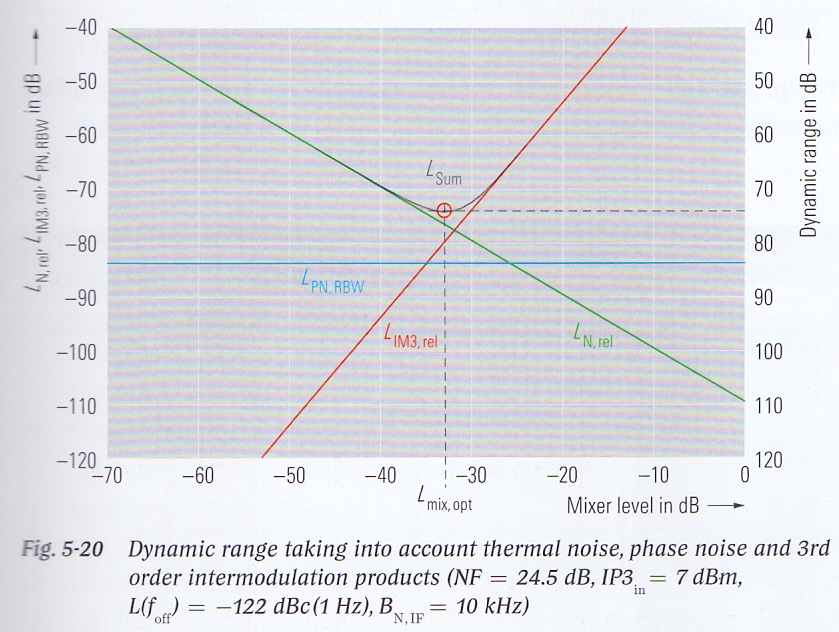 −40
−50
−60
−70
−80
−90
−100
−110
−120
L_N, rel, L_IM3, rel, L_PN, RBW in dB
40
50
60
70
80
90
100
110
120
Dynamic range in dB
L_Sum
L_PN, RBW
L_IM3, rel
L_N, rel
−70 −60 −50 −40 −30 −20 −10 0
L_mix, opt
Mixer level in dB
Fig. 5-20 Dynamic range taking into account thermal noise, phase noise and 3rd
order intermodulation products (NF = 24.5 dB, IP3_in = 7 dBm,
L(f_off) = −122 dBc (1 Hz), B_N, IF = 10 kHz)